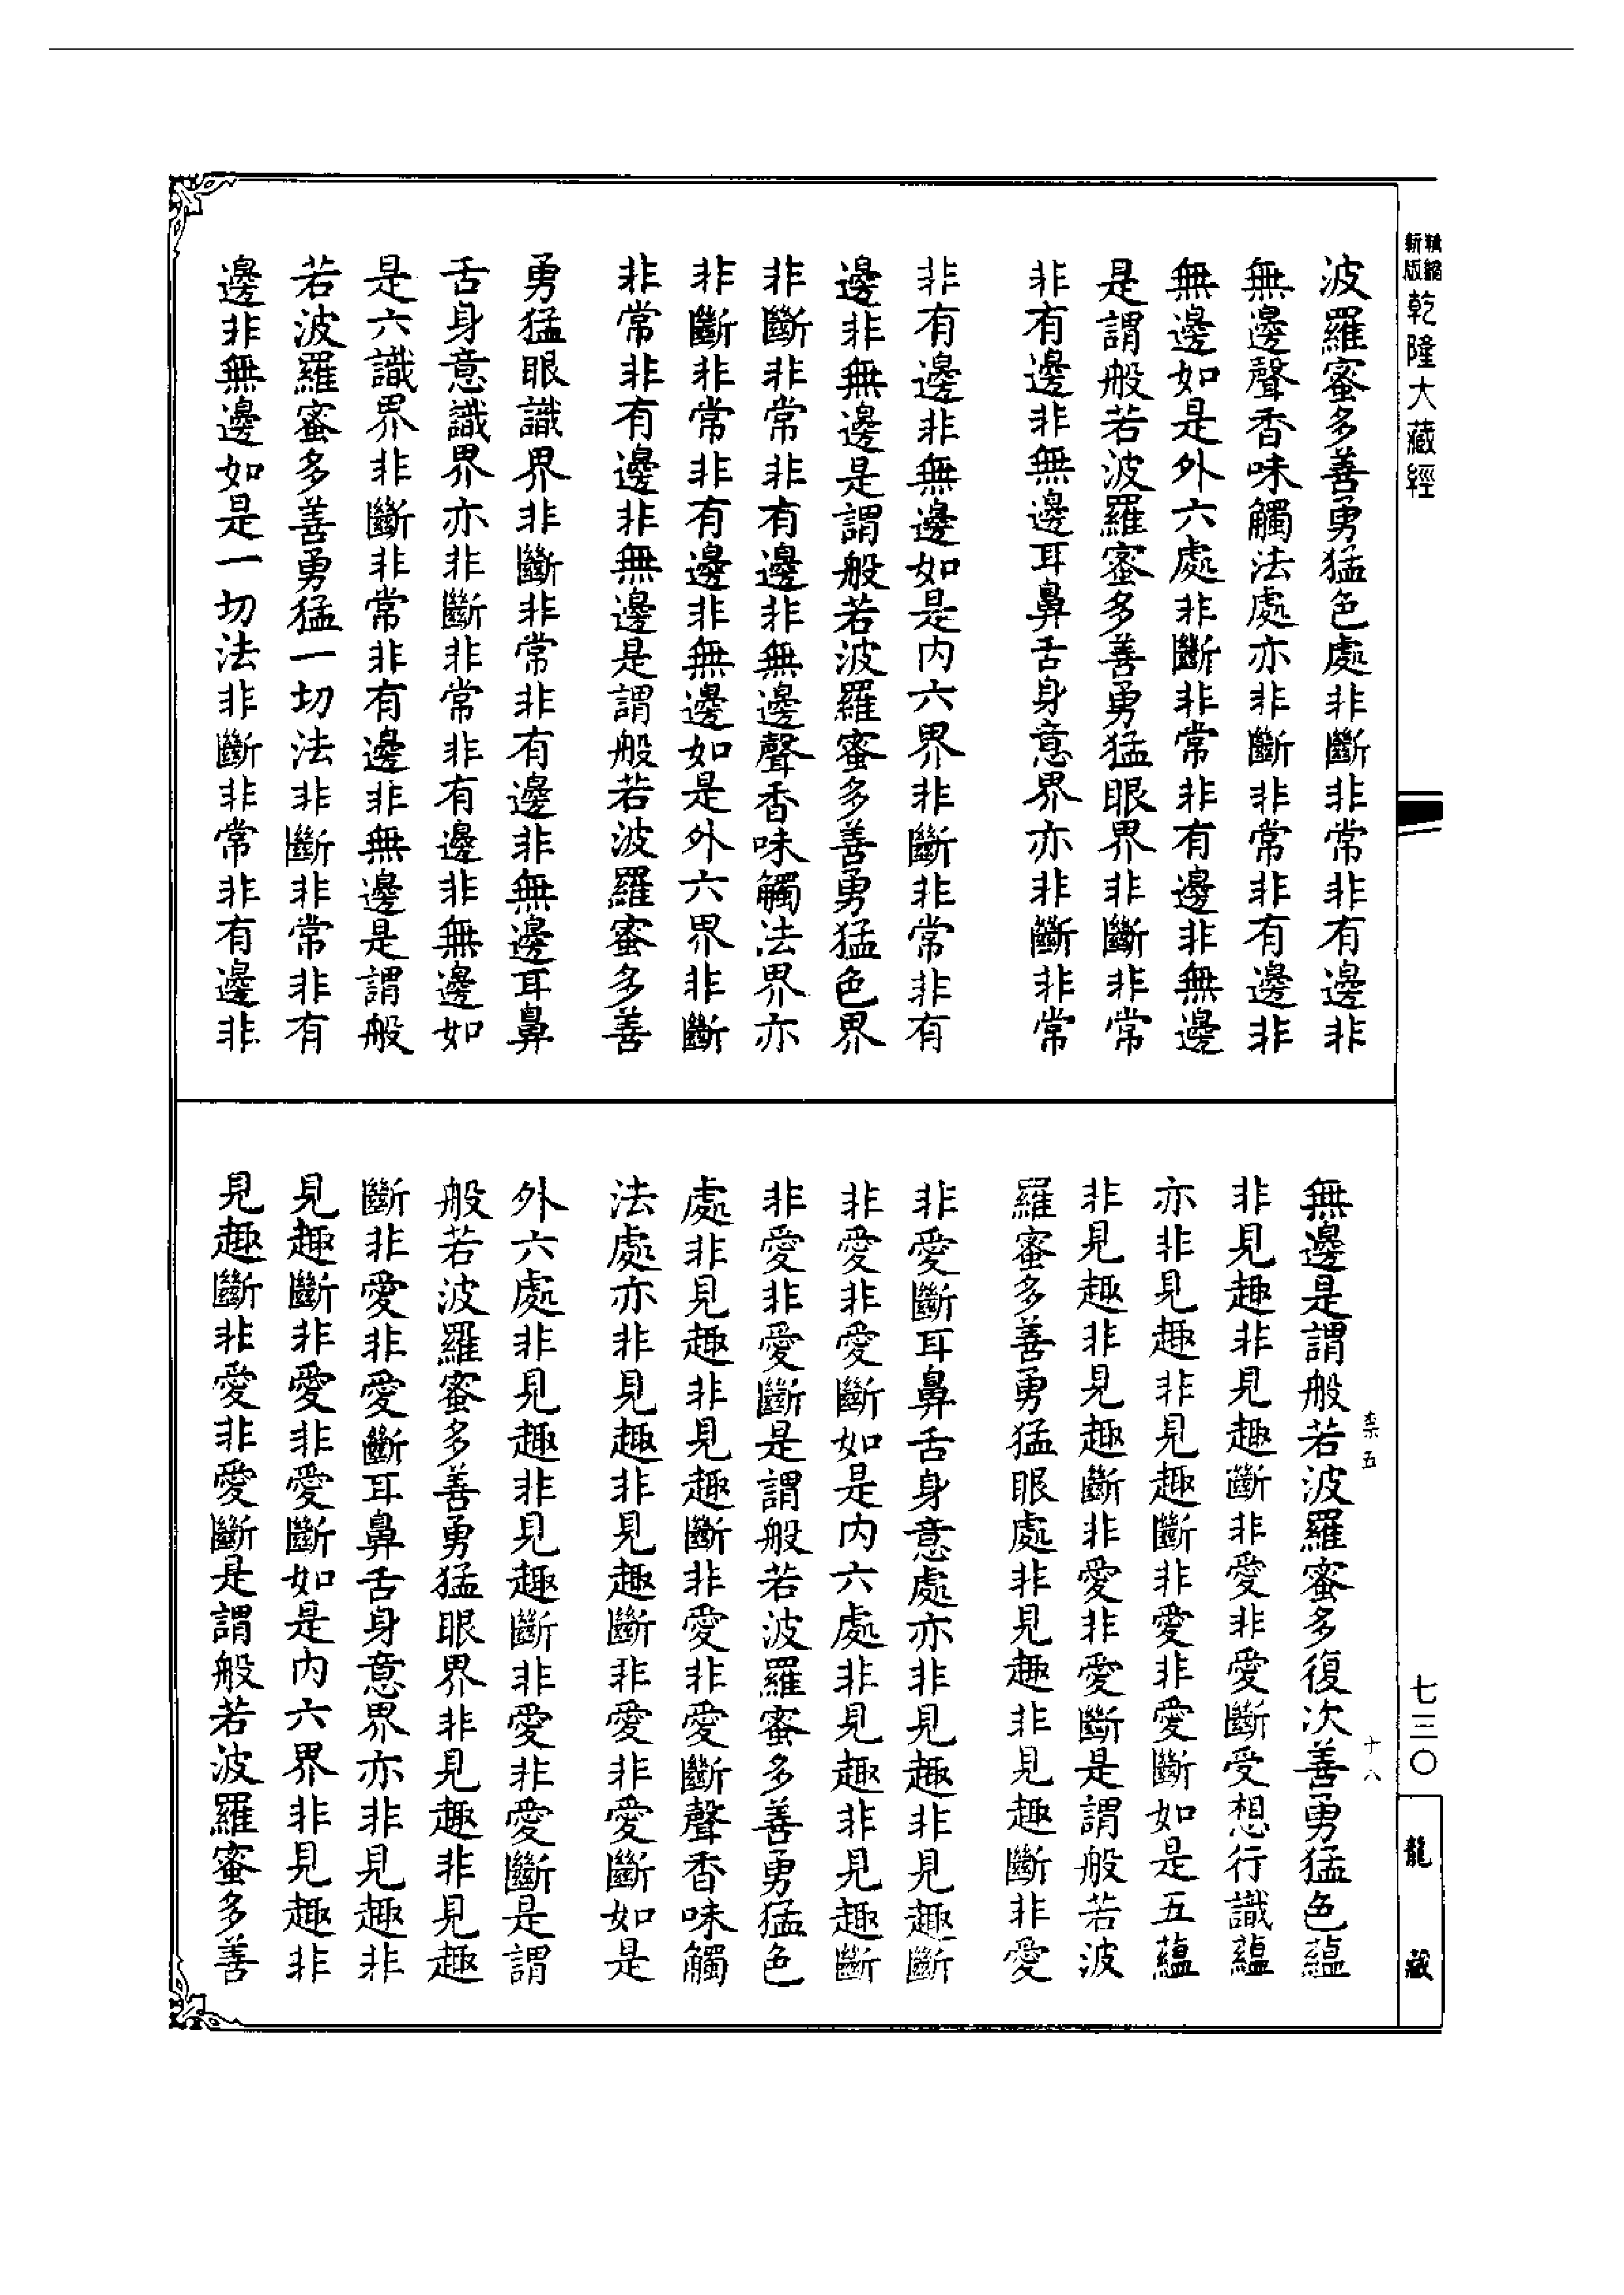 新版精縮乾隆大藏經
波羅蜜多善勇猛色處非斷非常非有邊非
無邊聲香味觸法處亦非斷非常非有邊非
無邊如是外六處非斷非常非有邊非無邊
是謂般若波羅蜜多善勇猛眼界非斷非常
非有邊非無邊耳鼻舌身意界亦非斷非常
非有邊非無邊如是内六界非斷非常非有
邊非無邊是謂般若波羅蜜多善勇猛色界
非斷非常非有邊非無邊聲香味觸法界亦
非斷非常非有邊非無邊如是外六界非斷
非常非有邊非無邊是謂般若波羅蜜多善
勇猛眼識界非斷非常非有邊非無邊耳鼻
舌身意識界亦非斷非常非有邊非無邊如
是六識界非斷非常非有邊非無邊是謂般
若波羅蜜多善勇猛一切法非斷非常非有
邊非無邊如是一切法非斷非常非有邊非
七三〇
龍藏
柰五
十八
無邊是謂般若波羅蜜多復次善勇猛色蘊
非見趣非見趣斷非愛非愛斷受想行識蘊
亦非見趣非見趣斷非愛非愛斷如是五蘊
非見趣非見趣斷非愛非愛斷是謂般若波
羅蜜多善勇猛眼處非見趣非見趣斷非愛
非愛斷耳鼻舌身意處亦非見趣非見趣斷
非愛非愛斷如是内六處非見趣非見趣斷
非愛非愛斷是謂般若波羅蜜多善勇猛色
處非見趣非見趣斷非愛非愛斷聲香味觸
法處亦非見趣非見趣斷非愛非愛斷如是
外六處非見趣非見趣斷非愛非愛斷是謂
般若波羅蜜多善勇猛眼界非見趣非見趣
斷非愛非愛斷耳鼻舌身意界亦非見趣非
見趣斷非愛非愛斷如是内六界非見趣非
見趣斷非愛非愛斷是謂般若波羅蜜多善